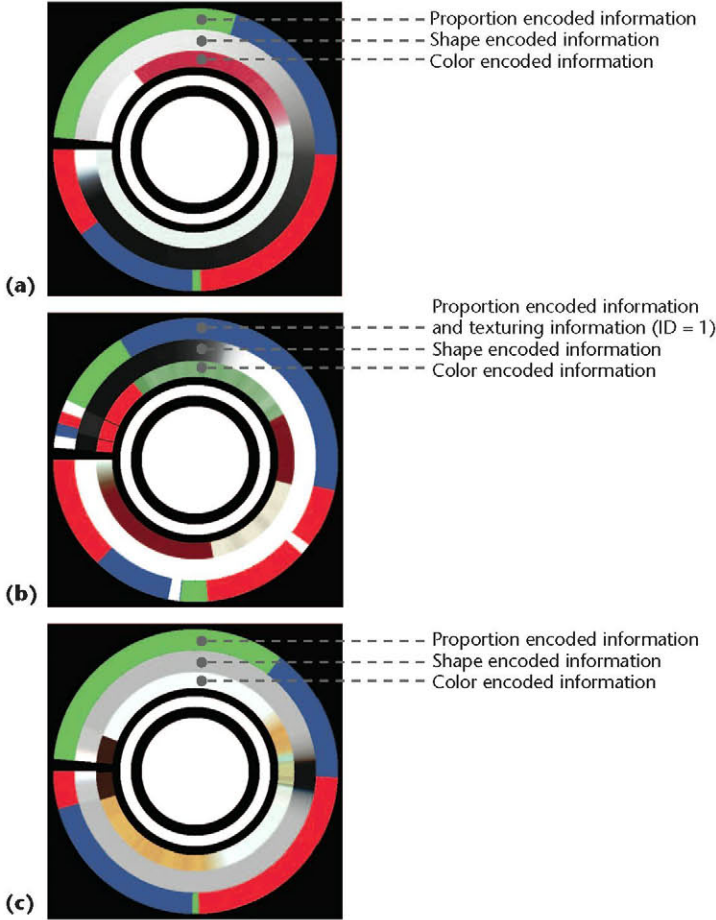 Proportion encoded information
Shape encoded information
Color encoded information
(a)
Proportion encoded information
and texturing information (ID = 1)
Shape encoded information
Color encoded information
(b)
Proportion encoded information
Shape encoded information
Color encoded information
(c)